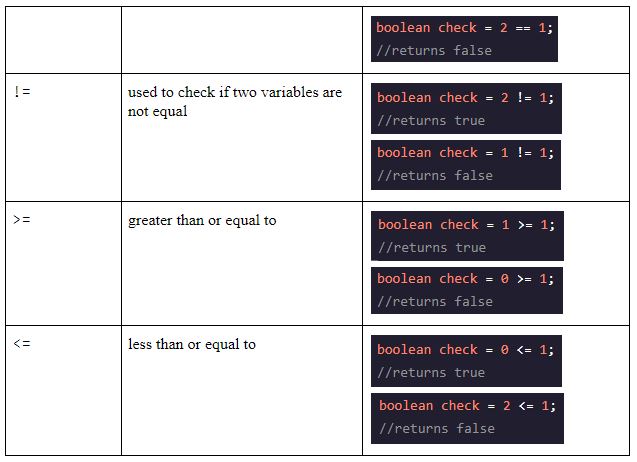 boolean check = 2 == 1;
//returns false
!=
used to check if two variables are
not equal
boolean check = 2 != 1;
//returns true
boolean check = 1 != 1;
//returns false
>=
greater than or equal to
boolean check = 1 >= 1;
//returns true
boolean check = 0 >= 1;
//returns false
<=
less than or equal to
boolean check = 0 <= 1;
//returns true
boolean check = 2 <= 1;
//returns false